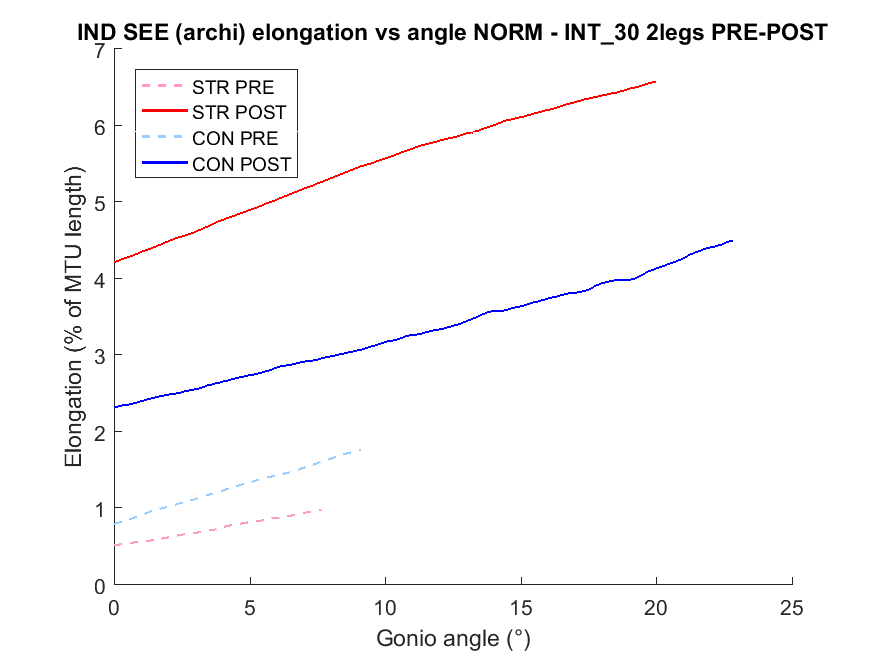 IND SEE (archi) elongation vs angle NORM - INT_30 2legs PRE-POST
STR PRE
STR POST
CON PRE
CON POST
Elongation (% of MTU length)
7
6
5
4
3
2
1
0
0 5 10 15 20 25
Gonio angle (°)